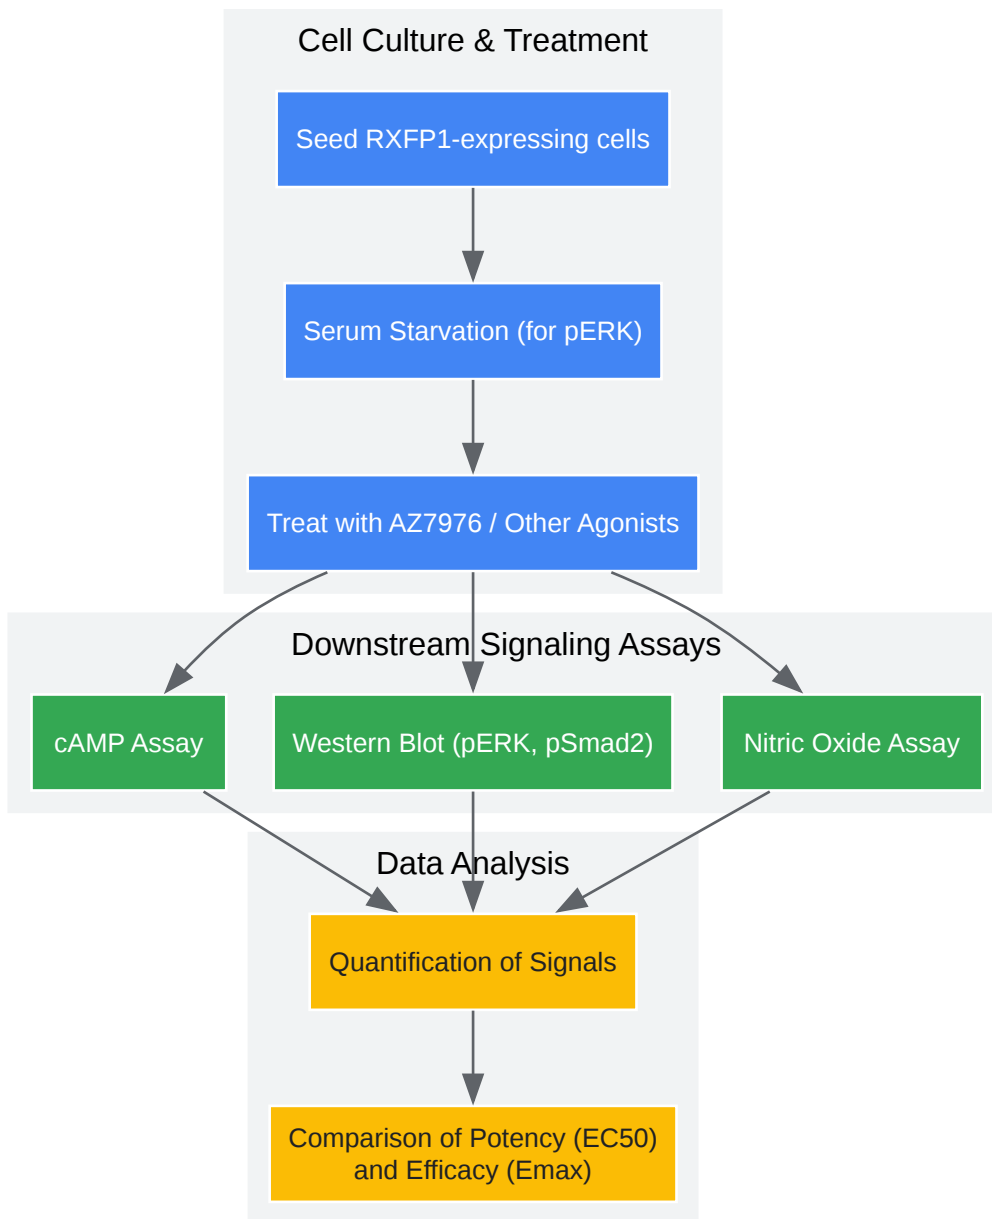 Cell Culture & Treatment
Seed RXFP1-expressing cells
Serum Starvation (for pERK)
Treat with AZ7976 / Other Agonists
Downstream Signaling Assays
cAMP Assay
Western Blot (pERK, pSmad2)
Nitric Oxide Assay
Data Analysis
Quantification of Signals
Comparison of Potency (EC50)
and Efficacy (Emax)